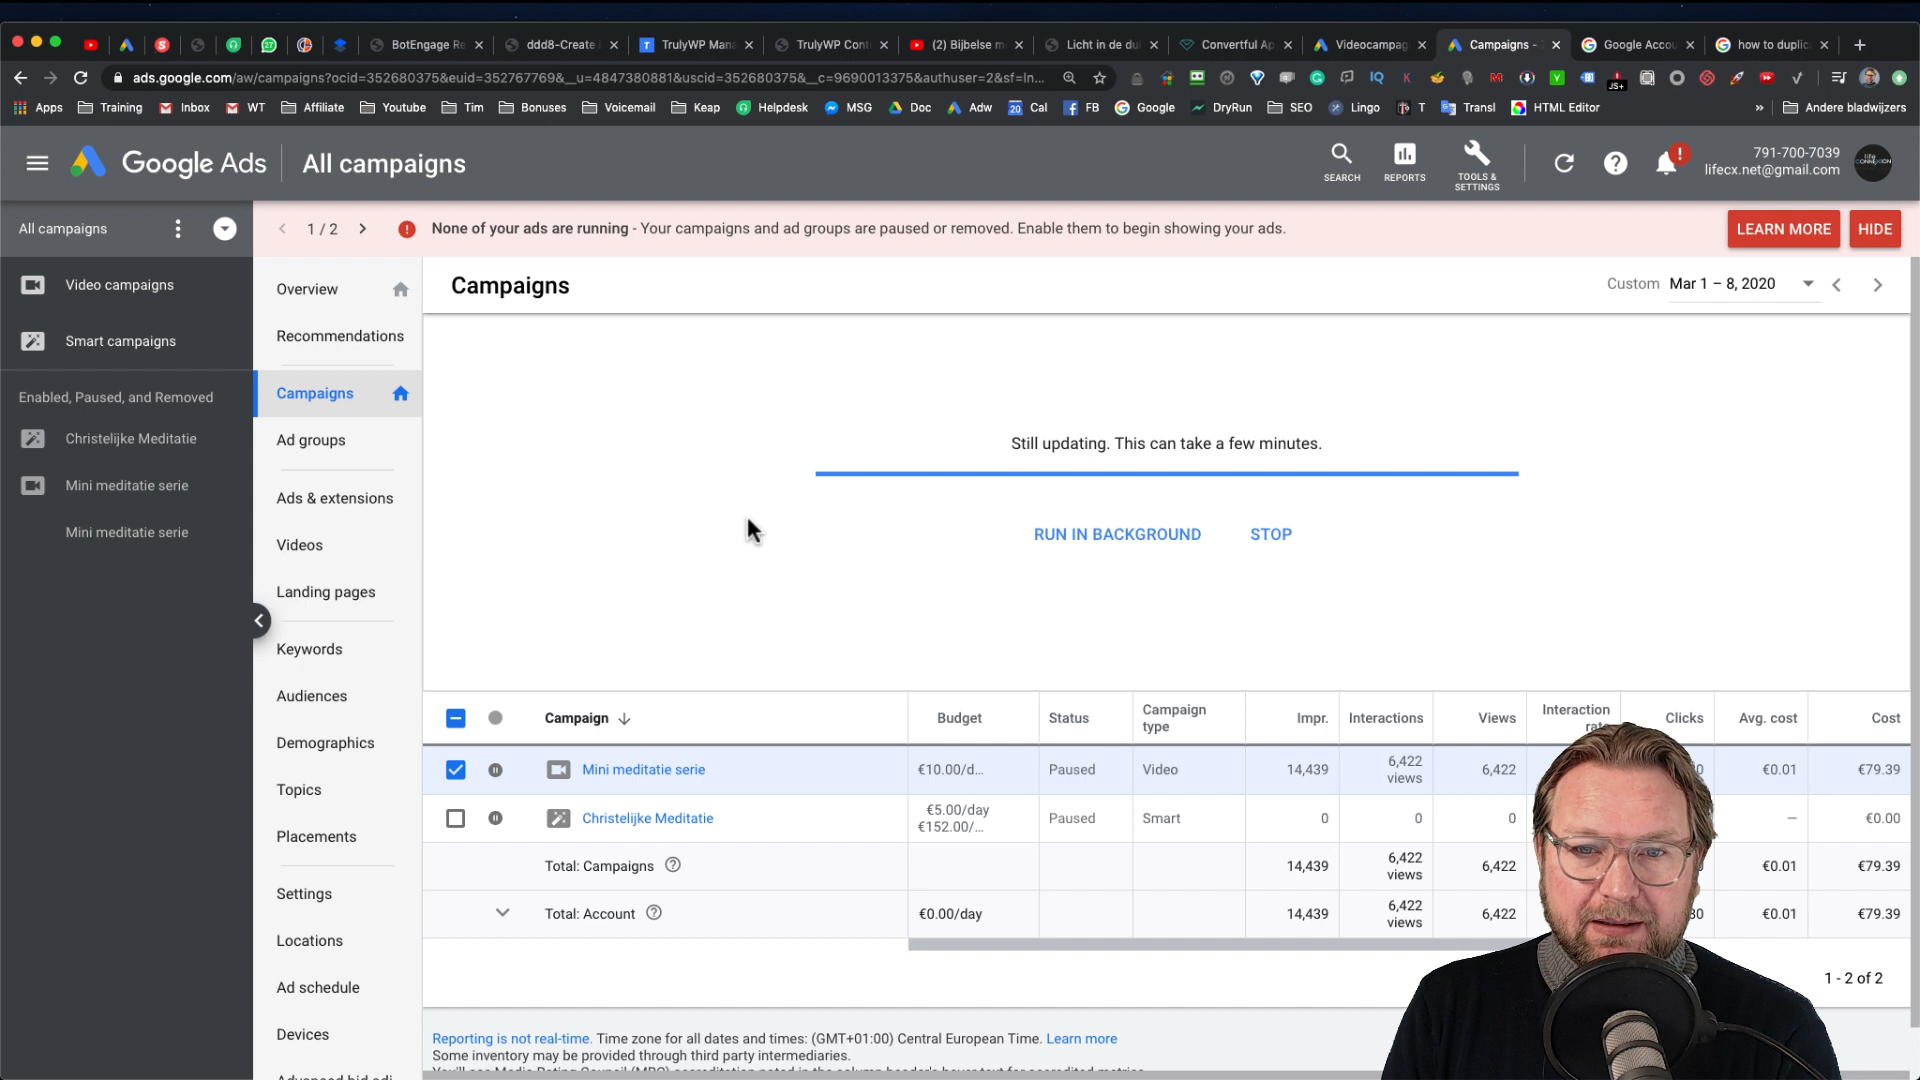 BotEngage Re
ddd8-Create
TrulyWP Man
TrulyWP Cont
(2) Bijbelse m
Licht in de du
Convertful Ap
Videocampag
Campaigns -
Google Accou
how to duplic
ads.google.com/aw/campaigns?ocid=352680375&euid=352767769&__u=4847380881&uscid=352680375&__c=9690013375&authuser=2&sf=ln...
Apps
Training
Inbox
WT
Affiliate
Youtube
Tim
Bonuses
Voicemail
Keap
Helpdesk
MSG
Doc
Adw
Cal
FB
Google
DryRun
SEO
Lingo
T
Transl
HTML Editor
»
Andere bladwijzers
Google Ads
All campaigns
SEARCH
REPORTS
TOOLS &
SETTINGS
791-700-7039
lifecx.net@gmail.com
All campaigns
1 / 2
None of your ads are running - Your campaigns and ad groups are paused or removed. Enable them to begin showing your ads.
LEARN MORE
HIDE
Video campaigns
Smart campaigns
Enabled, Paused, and Removed
Christelijke Meditatie
Mini meditatie serie
Mini meditatie serie
Overview
Recommendations
Campaigns
Ad groups
Ads & extensions
Videos
Landing pages
Keywords
Audiences
Demographics
Topics
Placements
Settings
Locations
Ad schedule
Devices
Campaigns
Custom Mar 1 – 8, 2020
Still updating. This can take a few minutes.
RUN IN BACKGROUND
STOP
Campaign
Budget
Status
Campaign
type
Impr.
Interactions
Views
Interaction
Clicks
Avg. cost
Cost
Mini meditatie serie
€10.00/d...
Paused
Video
14,439
6,422
views
6,422
€0.01
€79.39
Christelijke Meditatie
€5.00/day
€152.00/...
Paused
Smart
0
0
0
–
€0.00
Total: Campaigns
14,439
6,422
views
6,422
€0.01
€79.39
Total: Account
€0.00/day
14,439
6,422
views
6,422
€0.01
€79.39
1 - 2 of 2
Reporting is not real-time. Time zone for all dates and times: (GMT+01:00) Central European Time. Learn more
Some inventory may be provided through third party intermediaries.